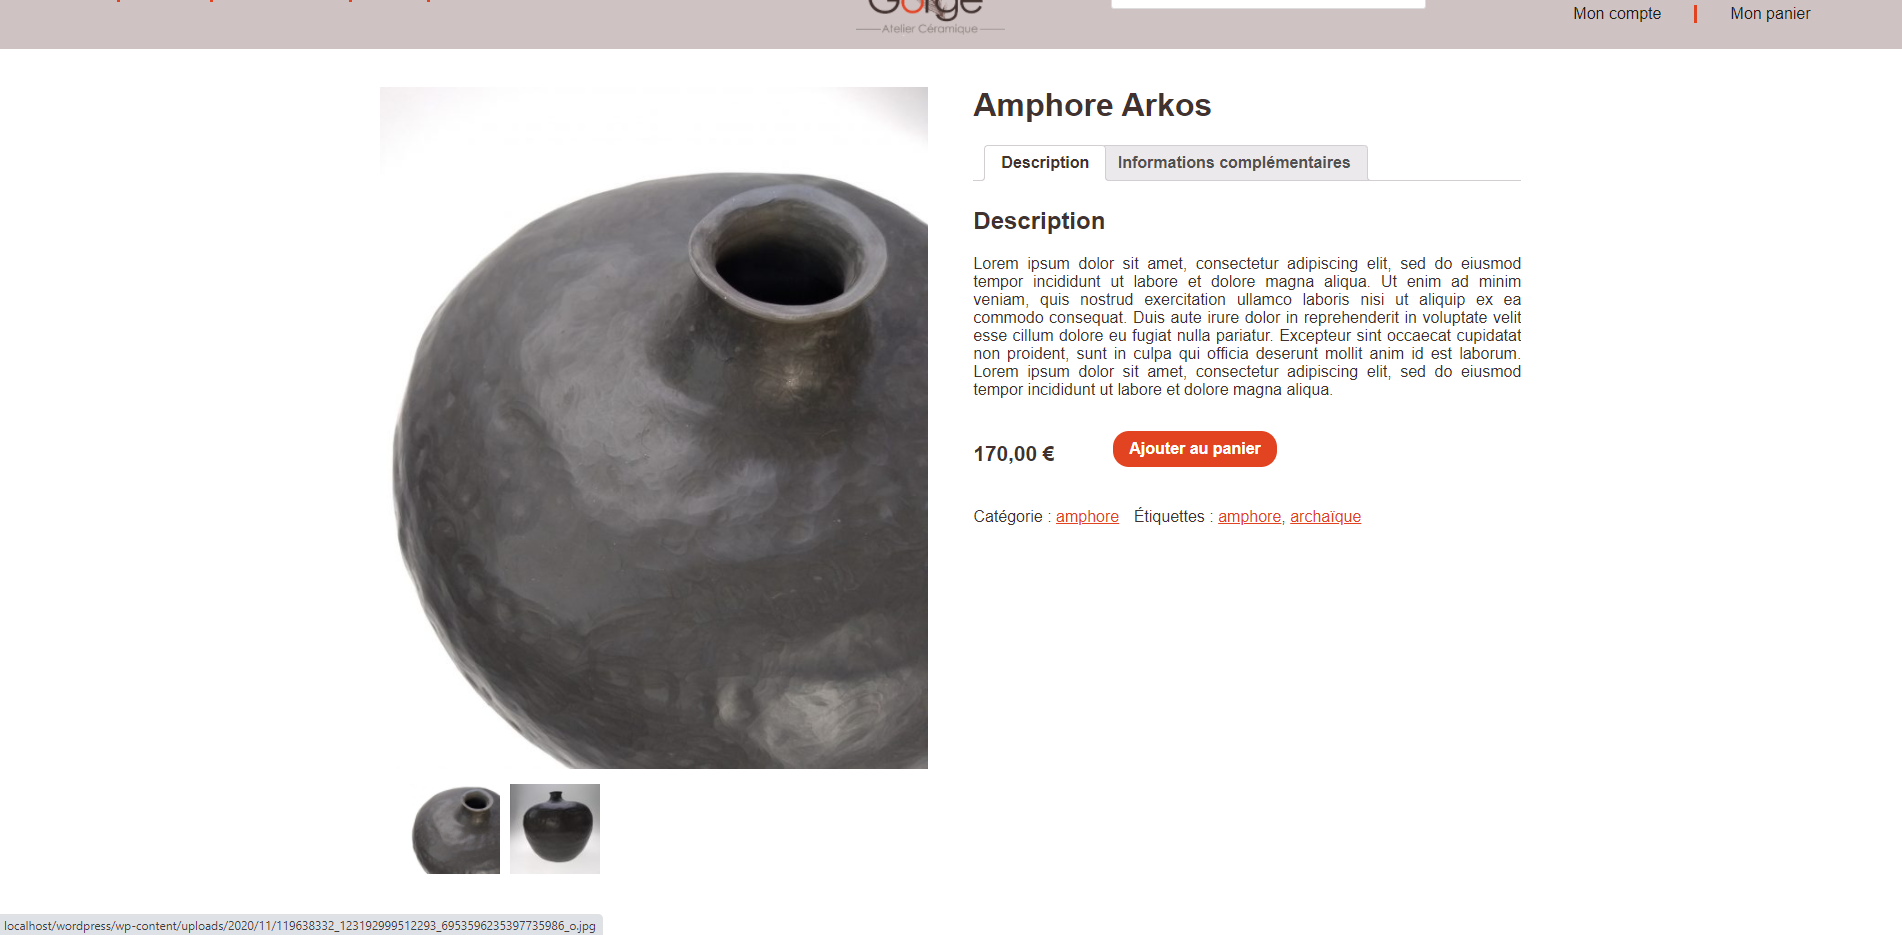 Gorge
Atelier Céramique
Mon compte
Mon panier
Amphore Arkos
Description
Informations complémentaires
Description
Lorem ipsum dolor sit amet, consectetur adipiscing elit, sed do eiusmod
tempor incididunt ut labore et dolore magna aliqua. Ut enim ad minim
veniam, quis nostrud exercitation ullamco laboris nisi ut aliquip ex ea
commodo consequat. Duis aute irure dolor in reprehenderit in voluptate velit
esse cillum dolore eu fugiat nulla pariatur. Excepteur sint occaecat cupidatat
non proident, sunt in culpa qui officia deserunt mollit anim id est laborum.
Lorem ipsum dolor sit amet, consectetur adipiscing elit, sed do eiusmod
tempor incididunt ut labore et dolore magna aliqua.
170,00 €
Ajouter au panier
Catégorie : amphore Étiquettes : amphore, archaïque
localhost/wordpress/wp-content/uploads/2020/11/119638332_123192999512293_6953596235397735986_o.jpg